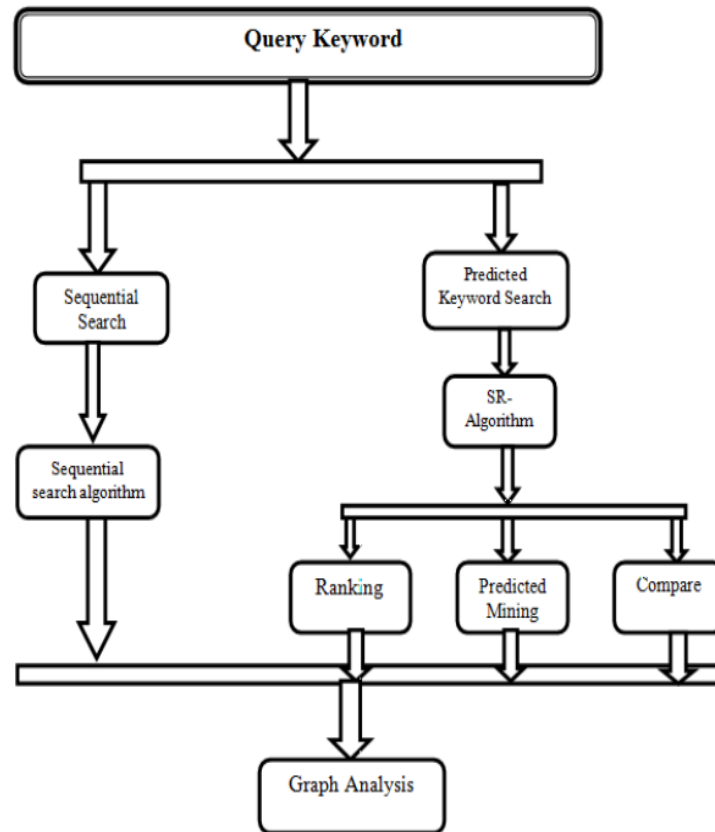 Query Keyword
Sequential
Search
Predicted
Keyword Search
SR-
Algorithm
Sequential
search algorithm
Ranking
Predicted
Mining
Compare
Graph Analysis